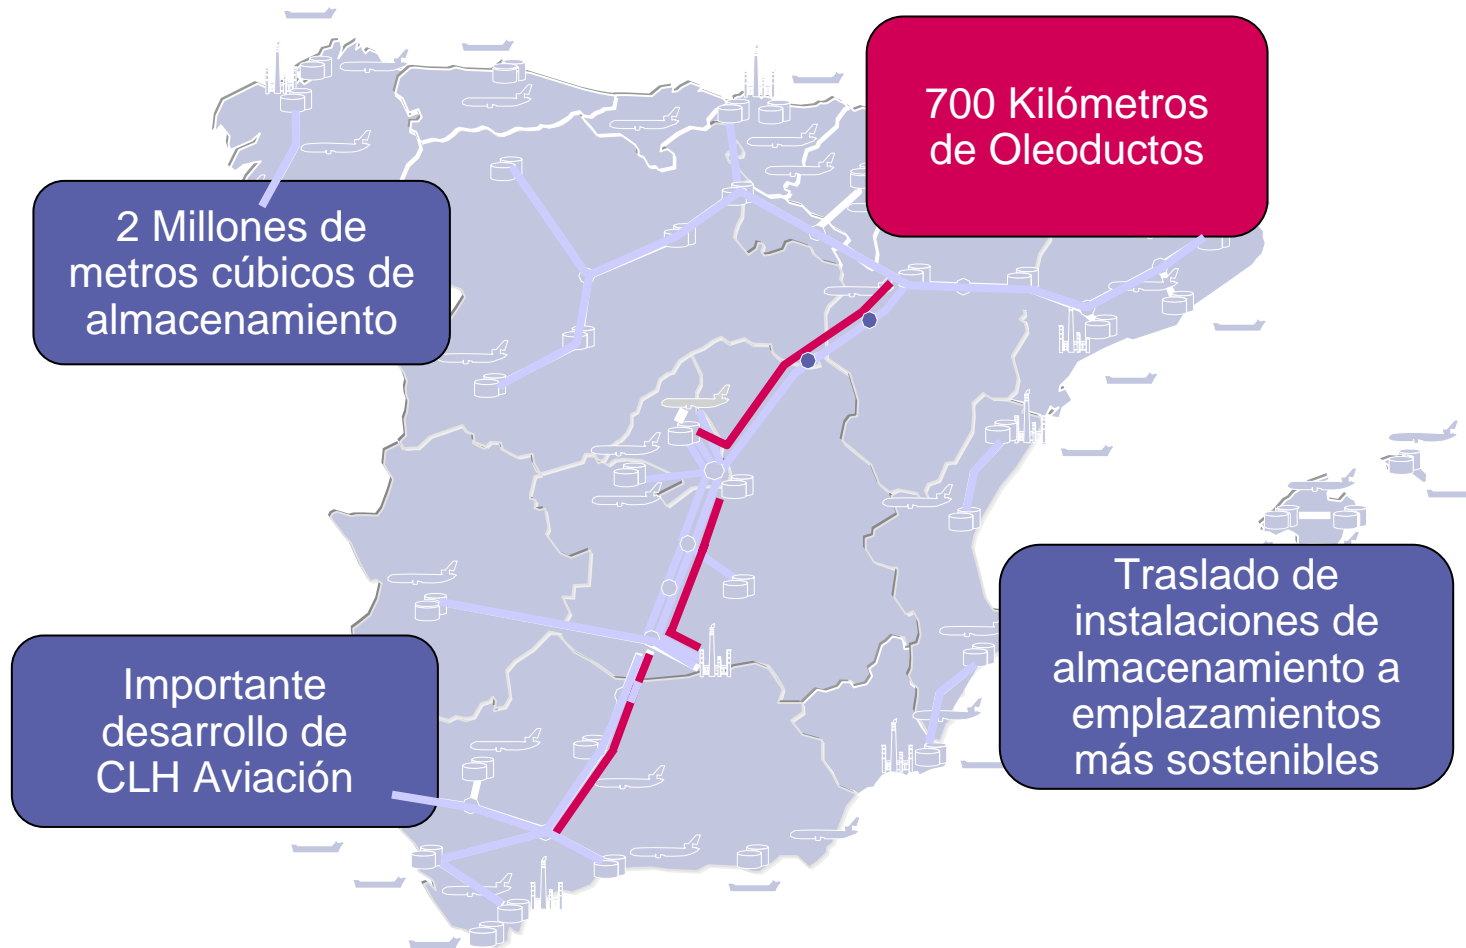 700 Kilómetros
de Oleoductos
2 Millones de
metros cúbicos de
almacenamiento
Traslado de
instalaciones de
almacenamiento a
emplazamientos
más sostenibles
Importante
desarrollo de
CLH Aviación